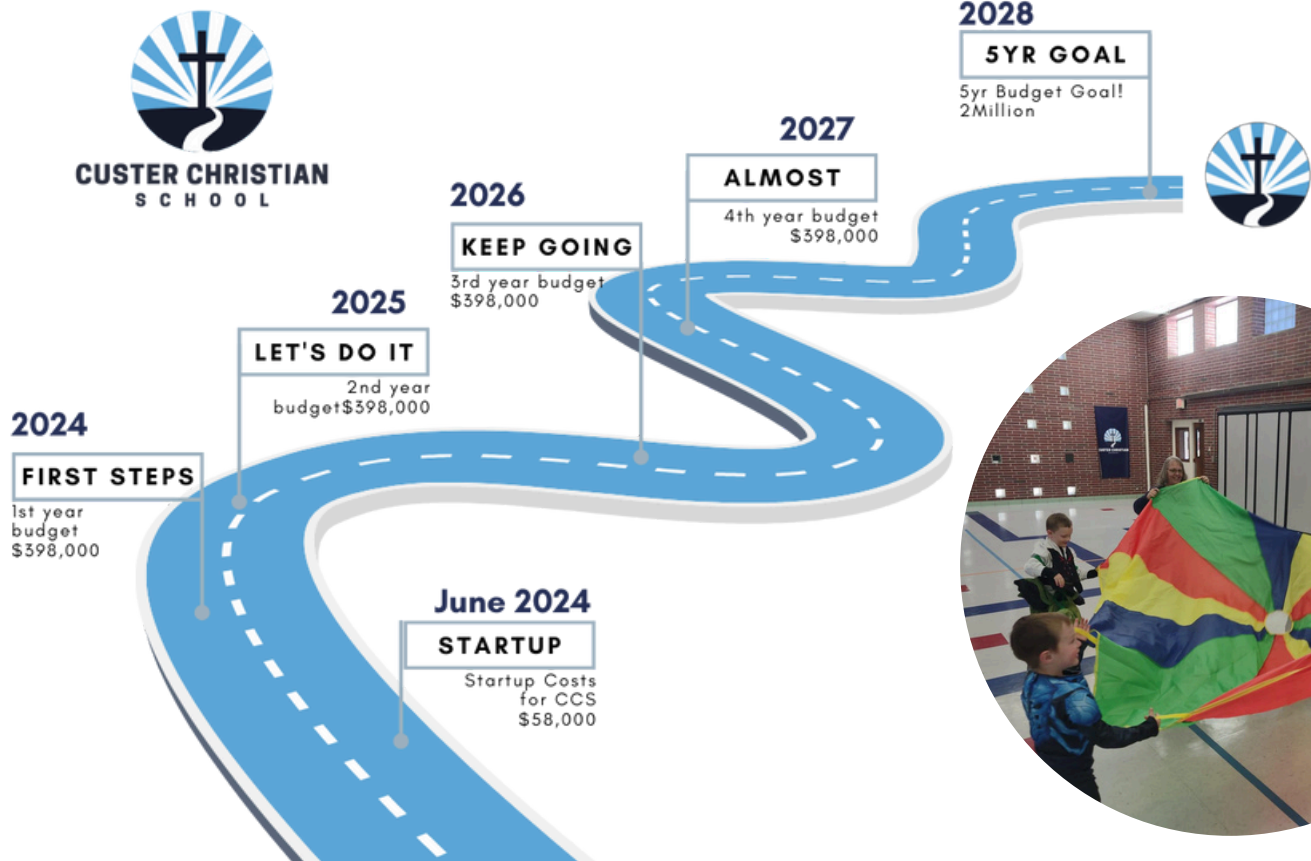 CUSTER CHRISTIAN
SCHOOL
2028
5YR GOAL
5yr Budget Goal!
2Million
2027
ALMOST
4th year budget
$398,000
2026
KEEP GOING
3rd year budget
$398,000
2025
LET'S DO IT
2nd year
budget$398,000
2024
FIRST STEPS
1st year
budget
$398,000
June 2024
STARTUP
Startup Costs
for CCS
$58,000
CUSTER CHRISTIAN